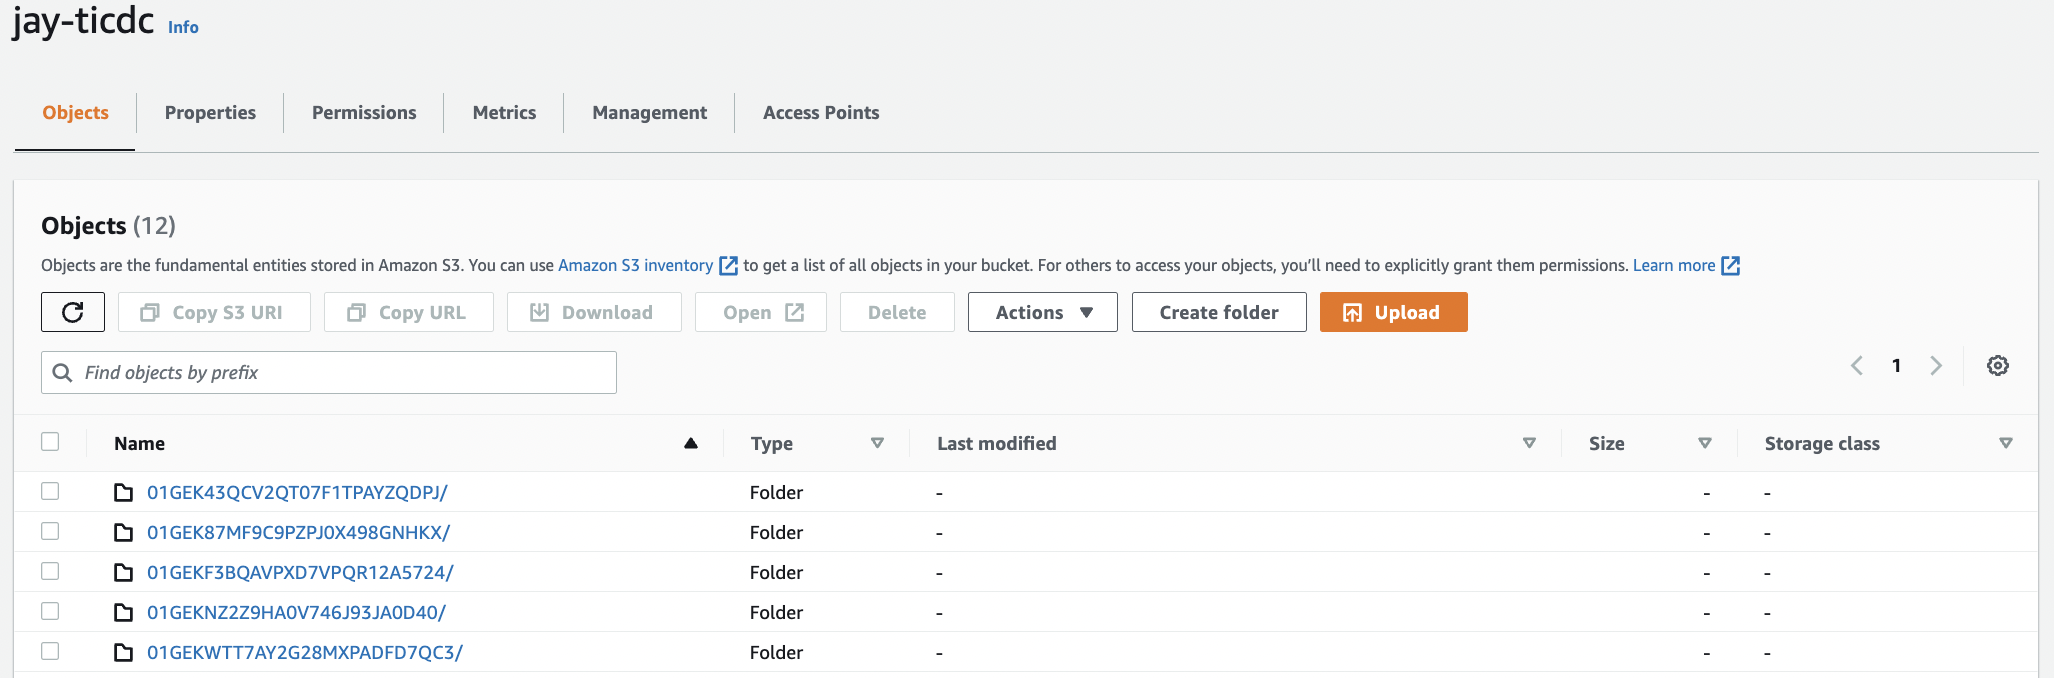 jay-ticdc Info
Objects Properties Permissions Metrics Management Access Points
Objects (12)
Objects are the fundamental entities stored in Amazon S3. You can use Amazon S3 inventory to get a list of all objects in your bucket. For others to access your objects, you’ll need to explicitly grant them permissions. Learn more
Copy S3 URI Copy URL Download Open Delete Actions Create folder Upload
Find objects by prefix 1
Name Type Last modified Size Storage class
01GEK43QCV2QT07F1TPAYZQDPJ/ Folder - - -
01GEK87MF9C9PZPJ0X498GNHKX/ Folder - - -
01GEKF3BQAVPXD7VPQR12A5724/ Folder - - -
01GEKNZ2Z9HA0V746J93JA0D40/ Folder - - -
01GEKWTT7AY2G28MXPADFD7QC3/ Folder - - -